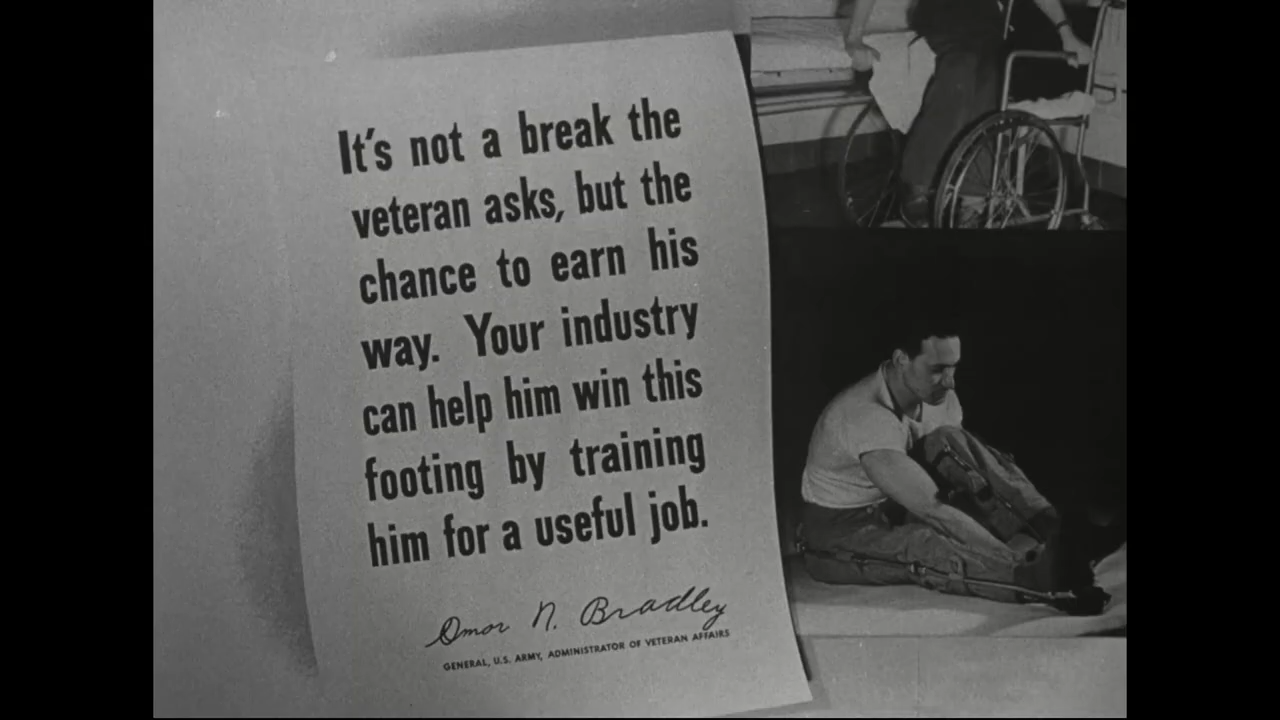 It's not a break the
veteran asks, but the
chance to earn his
way. Your industry
can help him win this
footing by training
him for a useful job.
Omar N. Bradley
GENERAL, U.S. ARMY, ADMINISTRATOR OF VETERAN AFFAIRS